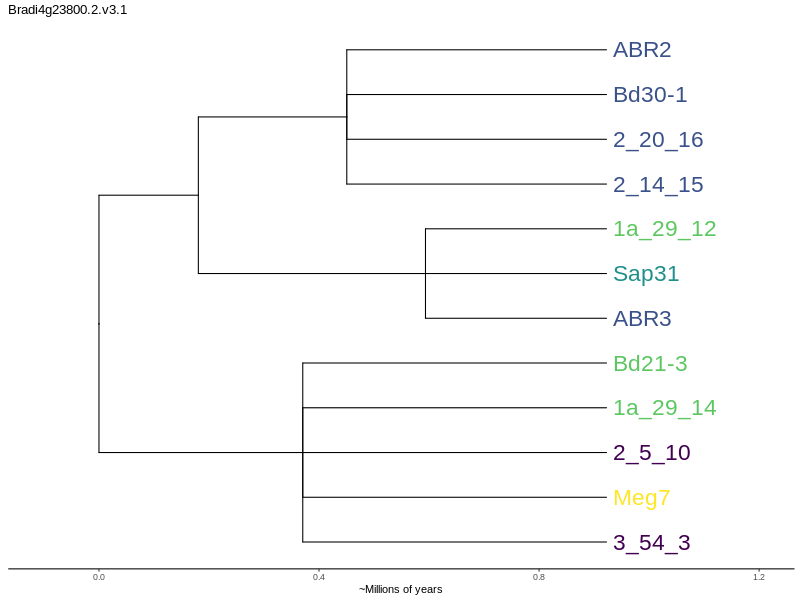 Bradi4g23800.2.v3.1
ABR2
Bd30-1
2_20_16
2_14_15
1a_29_12
Sap31
ABR3
Bd21-3
1a_29_14
2_5_10
Meg7
3_54_3
0.0 0.4 0.8 1.2
~Millions of years